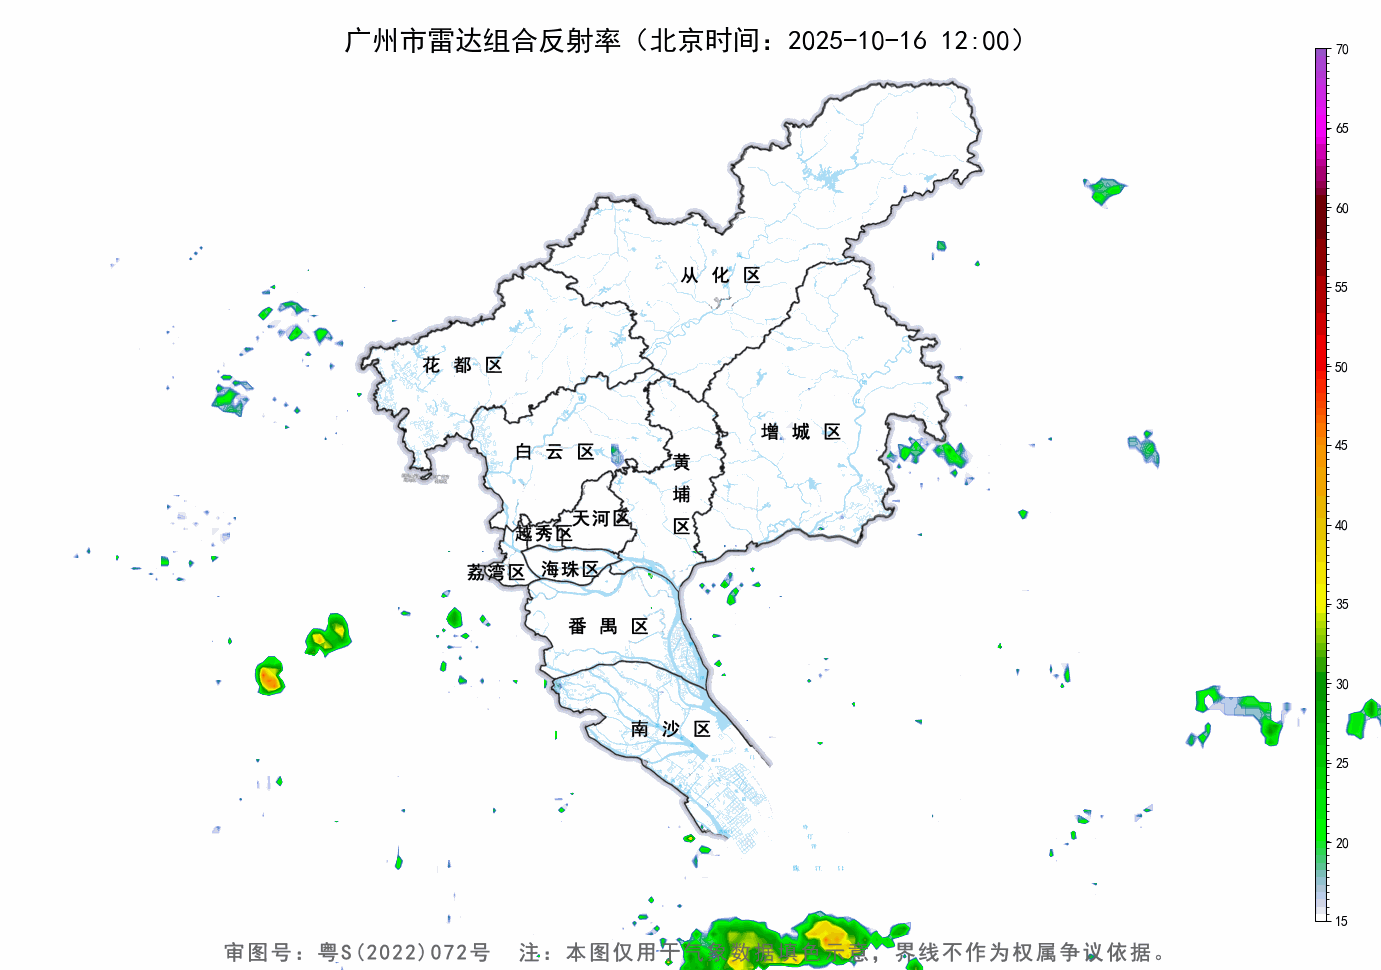 广州市雷达组合反射率（北京时间：2025-10-16 12:00）
70
65
60
55
50
45
40
35
30
25
20
15
从化区
花都区
增城区
白云区
黄埔区
天河区
越秀区
荔湾区
海珠区
番禺区
南沙区
审图号：粤S(2022)072号 注：本图仅用于气象数据填色示意，界线不作为权属争议依据。